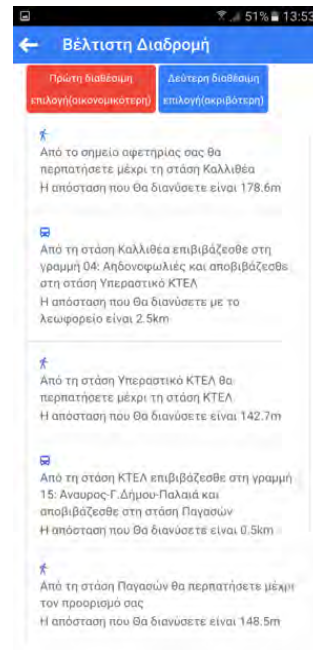 51% 13:53
Βέλτιστη Διαδρομή
Πρώτη διαθέσιμη
επιλογή(οικονομικότερη)
Δεύτερη διαθέσιμη
επιλογή(ακριβότερη)
Από το σημείο αφετηρίας σας θα
περπατήσετε μέχρι τη στάση Καλλιθέα
Η απόσταση που Θα διανύσετε είναι 178.6m
Από τη στάση Καλλιθέα επιβιβάζεσθε στη
γραμμή 04: Αηδονοφωλιές και αποβιβάζεσθε
στη στάση Υπεραστικό ΚΤΕΛ
Η απόσταση που Θα διανύσετε με το
λεωφορείο είναι 2.5km
Από τη στάση Υπεραστικό ΚΤΕΛ θα
περπατήσετε μέχρι τη στάση ΚΤΕΛ
Η απόσταση που Θα διανύσετε είναι 142.7m
Από τη στάση ΚΤΕΛ επιβιβάζεσθε στη γραμμή
15: Αναυρος-Γ.Δήμου-Παλαιά και
αποβιβάζεσθε στη στάση Παγασών
Η απόσταση που Θα διανύσετε είναι 0.5km
Από τη στάση Παγασών θα περπατήσετε μέχρι
τον προορισμό σας
Η απόσταση που Θα διανύσετε είναι 148.5m